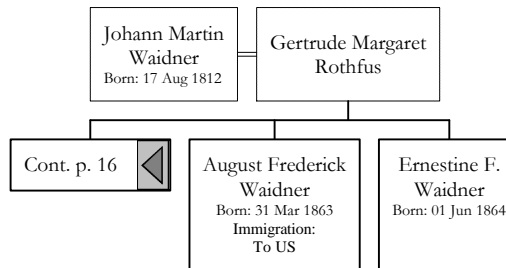 Johann Martin
Waidner
Born: 17 Aug 1812
Gertrude Margaret
Rothfus
Cont. p. 16
August Frederick
Waidner
Born: 31 Mar 1863
Immigration:
To US
Ernestine F.
Waidner
Born: 01 Jun 1864